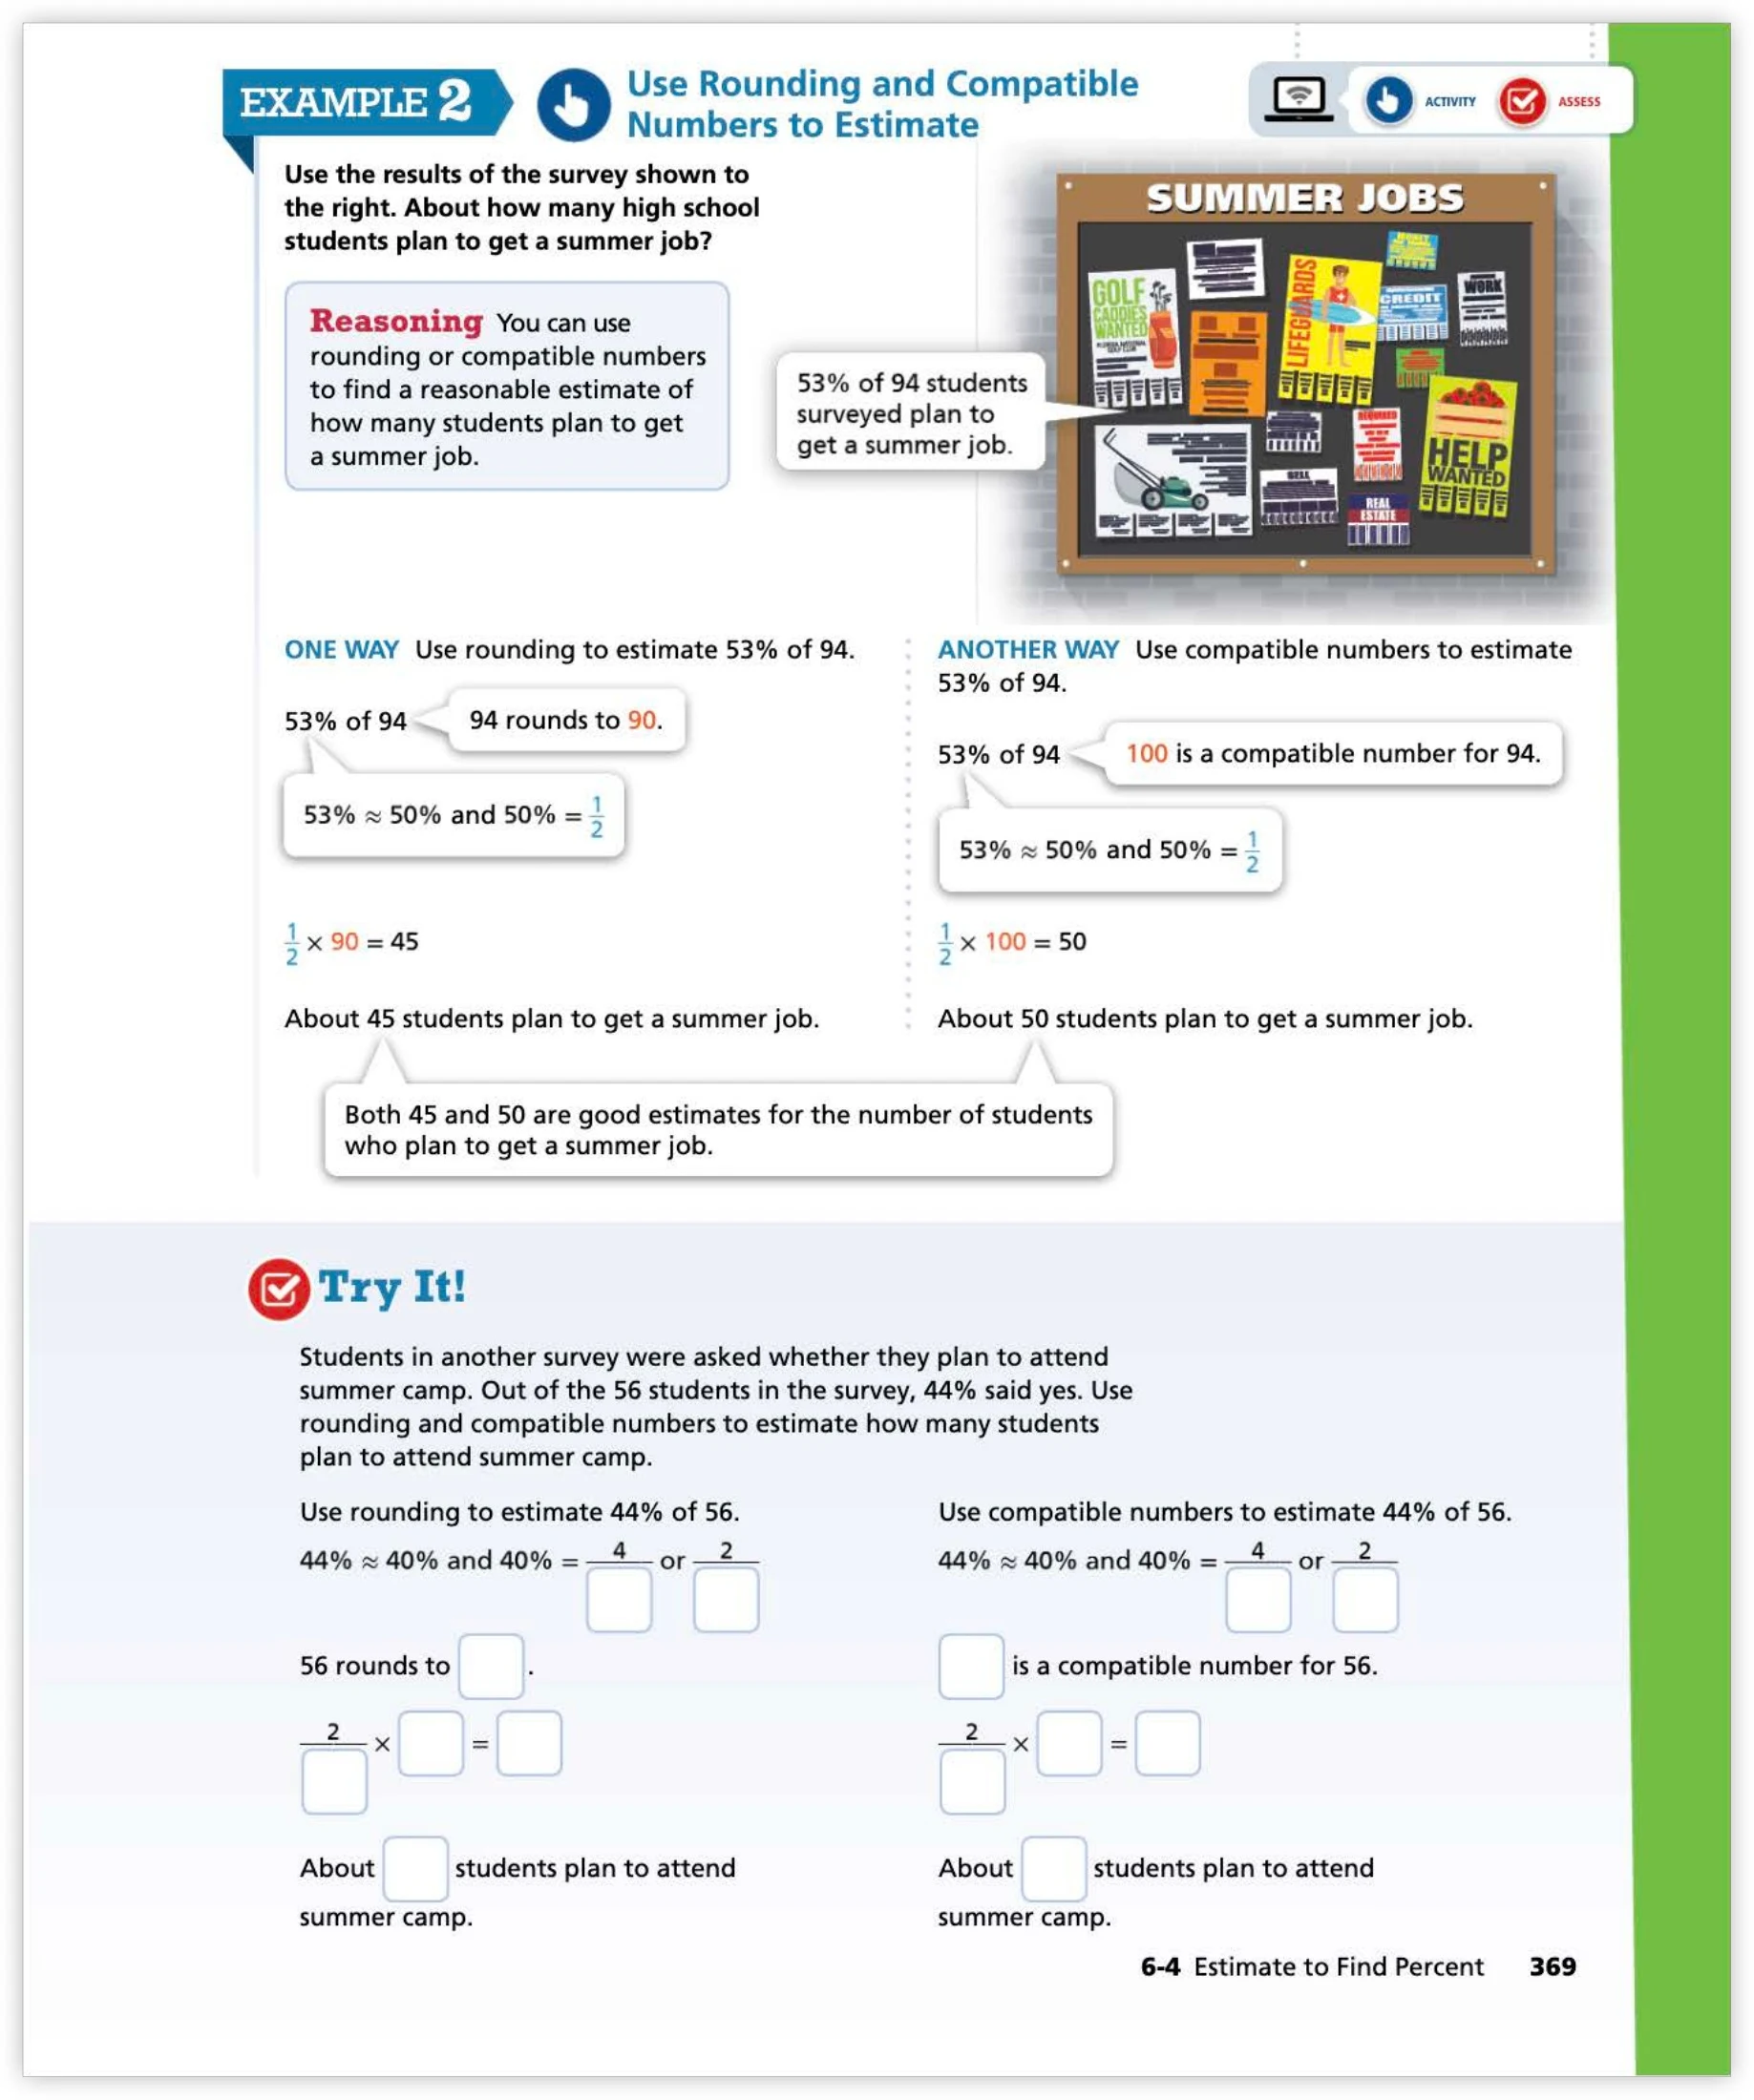 EXAMPLE 2
Use Rounding and Compatible
Numbers to Estimate
ACTIVITY
ASSESS
Use the results of the survey shown to
the right. About how many high school
students plan to get a summer job?
Reasoning You can use
rounding or compatible numbers
to find a reasonable estimate of
how many students plan to get
a summer job.
53% of 94 students
surveyed plan to
get a summer job.
SUMMER JOBS
GOLF
CADDIES
WANTED
LIFEGUARDS
CREDIT
WORK
REQUIRED
HELP
WANTED
SELL
REAL
ESTATE
ONE WAY Use rounding to estimate 53% of 94.
53% of 94
94 rounds to 90.
53% ≈ 50% and 50% = 1/2
1/2 × 90 = 45
About 45 students plan to get a summer job.
ANOTHER WAY Use compatible numbers to estimate
53% of 94.
53% of 94
100 is a compatible number for 94.
53% ≈ 50% and 50% = 1/2
1/2 × 100 = 50
About 50 students plan to get a summer job.
Both 45 and 50 are good estimates for the number of students
who plan to get a summer job.
Try It!
Students in another survey were asked whether they plan to attend
summer camp. Out of the 56 students in the survey, 44% said yes. Use
rounding and compatible numbers to estimate how many students
plan to attend summer camp.
Use rounding to estimate 44% of 56.
44% ≈ 40% and 40% = 4/ or 2/
56 rounds to .
2/ × =
About students plan to attend
summer camp.
Use compatible numbers to estimate 44% of 56.
44% ≈ 40% and 40% = 4/ or 2/
is a compatible number for 56.
2/ × =
About students plan to attend
summer camp.
6-4 Estimate to Find Percent 369